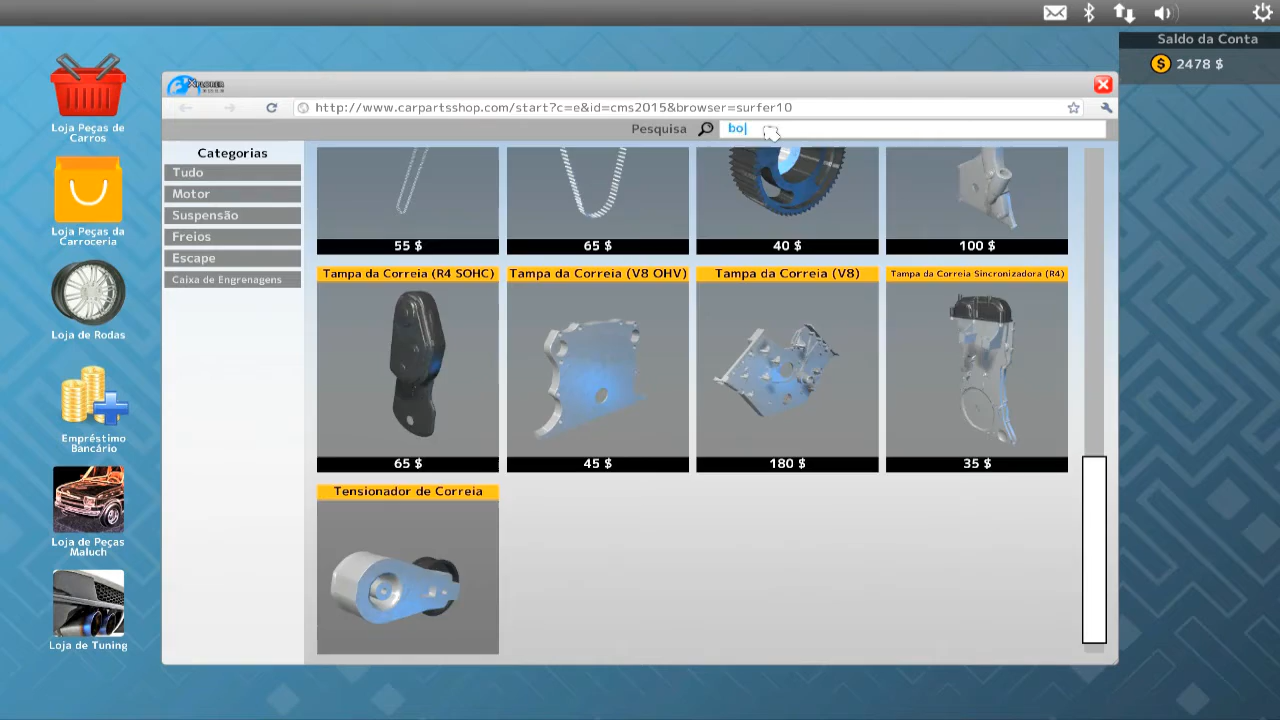 Saldo da Conta
2478 $
XPLORER
http://www.carpartsshop.com/start?c=e&id=cms2015&browser=surfer10
Pesquisa
bo
Loja Peças de
Carros
Loja Peças da
Carroceria
Loja de Rodas
Empréstimo
Bancário
Loja de Peças
Maluch
Loja de Tuning
Categorias
Tudo
Motor
Suspensão
Freios
Escape
Caixa de Engrenagens
55 $
65 $
40 $
100 $
Tampa da Correia (R4 SOHC)
Tampa da Correia (V8 OHV)
Tampa da Correia (V8)
Tampa da Correia Sincronizadora (R4)
65 $
45 $
180 $
35 $
Tensionador de Correia